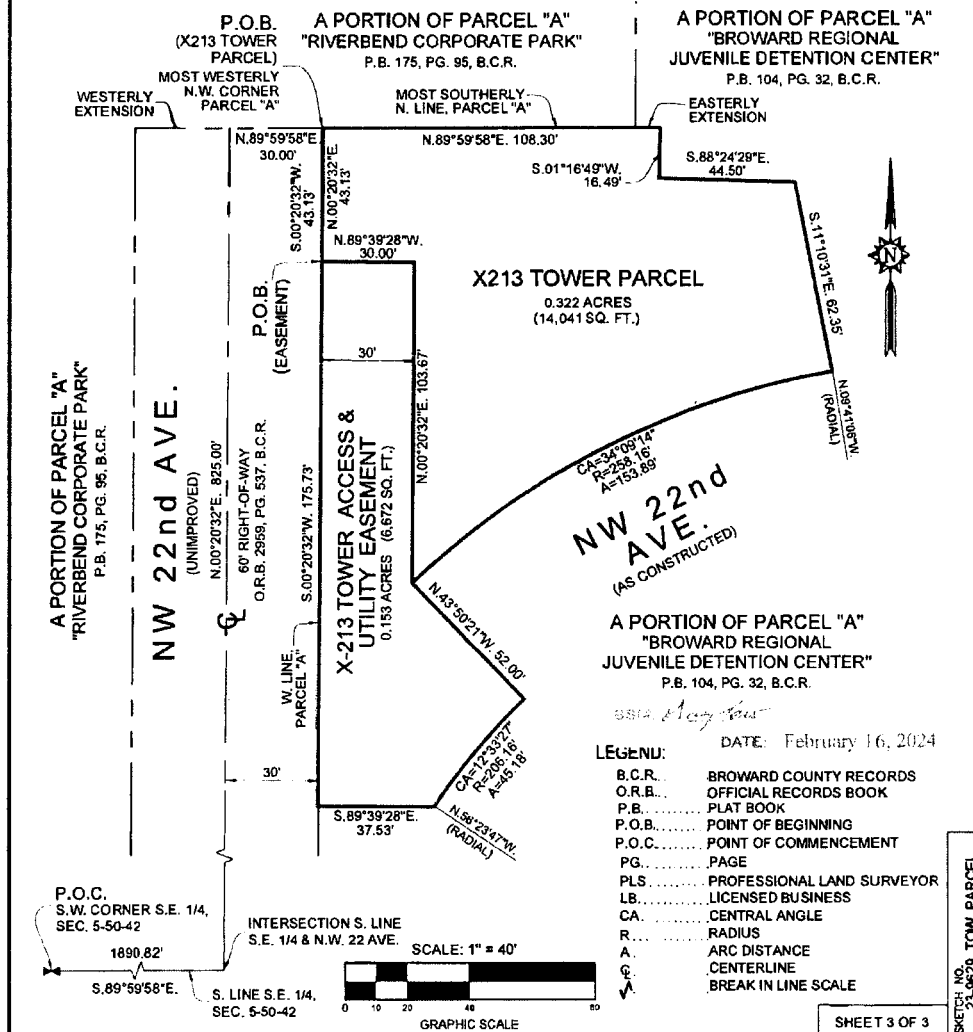 P.O.B.
(X213 TOWER
PARCEL)
MOST WESTERLY
N.W. CORNER
PARCEL "A"
WESTERLY
EXTENSION
A PORTION OF PARCEL "A"
"RIVERBEND CORPORATE PARK"
P.B. 175, PG. 95, B.C.R.
MOST SOUTHERLY
N. LINE, PARCEL "A"
A PORTION OF PARCEL "A"
"BROWARD REGIONAL
JUVENILE DETENTION CENTER"
P.B. 104, PG. 32, B.C.R.
EASTERLY
EXTENSION
N.89°59'58"E.
30.00'
N.89°59'58"E. 108.30'
S.01°16'49"W.
16.49'
S.88°24'29"E.
44.50'
S.00°20'32"W.
43.13'
N.00°20'32"E.
43.13'
N.89°39'28"W.
30.00'
S.11°10'31"E. 62.35'
N
X213 TOWER PARCEL
0.322 ACRES
(14,041 SQ. FT.)
P.O.B.
(EASEMENT)
30'
N.00°20'32"E. 103.67'
(RADIAL)
A PORTION OF PARCEL "A"
"RIVERBEND CORPORATE PARK"
P.B. 175, PG. 95, B.C.R.
NW 22nd AVE.
(UNIMPROVED)
N.00°20'32"E. 825.00'
60' RIGHT-OF-WAY
O.R.B. 2959, PG. 537, B.C.R.
S.00°20'32"W. 175.73'
X-213 TOWER ACCESS &
UTILITY EASEMENT
0.153 ACRES (6,672 SQ. FT.)
W. LINE,
PARCEL "A"
CA=34°09'14"
R=258.16'
A=153.89'
NW 22nd
AVE.
(AS CONSTRUCTED)
N.43°50'21"W. 52.00'
A PORTION OF PARCEL "A"
"BROWARD REGIONAL
JUVENILE DETENTION CENTER"
P.B. 104, PG. 32, B.C.R.
DATE: February 16, 2024
30'
CA=12°33'27"
R=206.16'
A=45.18'
S.89°39'28"E.
37.53'
N.56°23'47"W.
(RADIAL)
LEGEND:
B.C.R... BROWARD COUNTY RECORDS
O.R.B... OFFICIAL RECORDS BOOK
P.B........ PLAT BOOK
P.O.B....... POINT OF BEGINNING
P.O.C....... POINT OF COMMENCEMENT
PG........ PAGE
PLS......... PROFESSIONAL LAND SURVEYOR
LB........ LICENSED BUSINESS
CA. CENTRAL ANGLE
R... RADIUS
A. ARC DISTANCE
℄. CENTERLINE
BREAK IN LINE SCALE
P.O.C.
S.W. CORNER S.E. 1/4,
SEC. 5-50-42
1890.82'
S.89°59'58"E.
INTERSECTION S. LINE
S.E. 1/4 & N.W. 22 AVE.
S. LINE S.E. 1/4,
SEC. 5-50-42
SCALE: 1" = 40'
0 10 20 40 80
GRAPHIC SCALE
SHEET 3 OF 3
SKETCH NO.